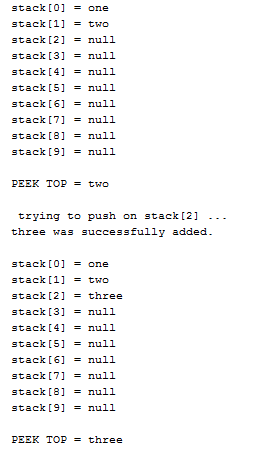 stack[0] = one
stack[1] = two
stack[2] = null
stack[3] = null
stack[4] = null
stack[5] = null
stack[6] = null
stack[7] = null
stack[8] = null
stack[9] = null
PEEK TOP = two
trying to push on stack[2] ...
three was successfully added.
stack[0] = one
stack[1] = two
stack[2] = three
stack[3] = null
stack[4] = null
stack[5] = null
stack[6] = null
stack[7] = null
stack[8] = null
stack[9] = null
PEEK TOP = three